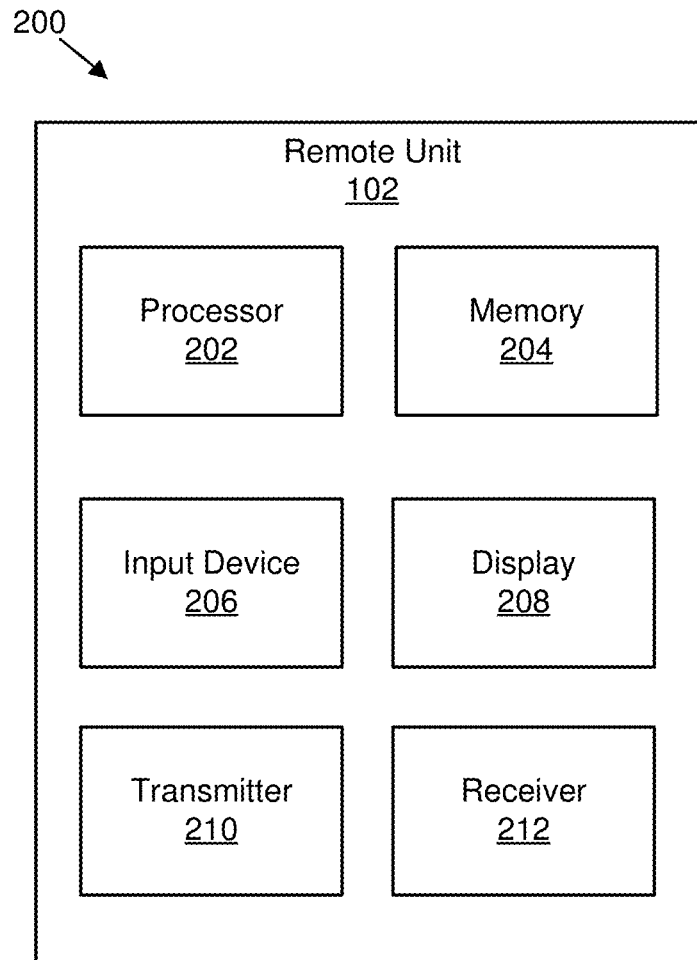 200
Remote Unit
102
Processor
202
Memory
204
Input Device
206
Display
208
Transmitter
210
Receiver
212